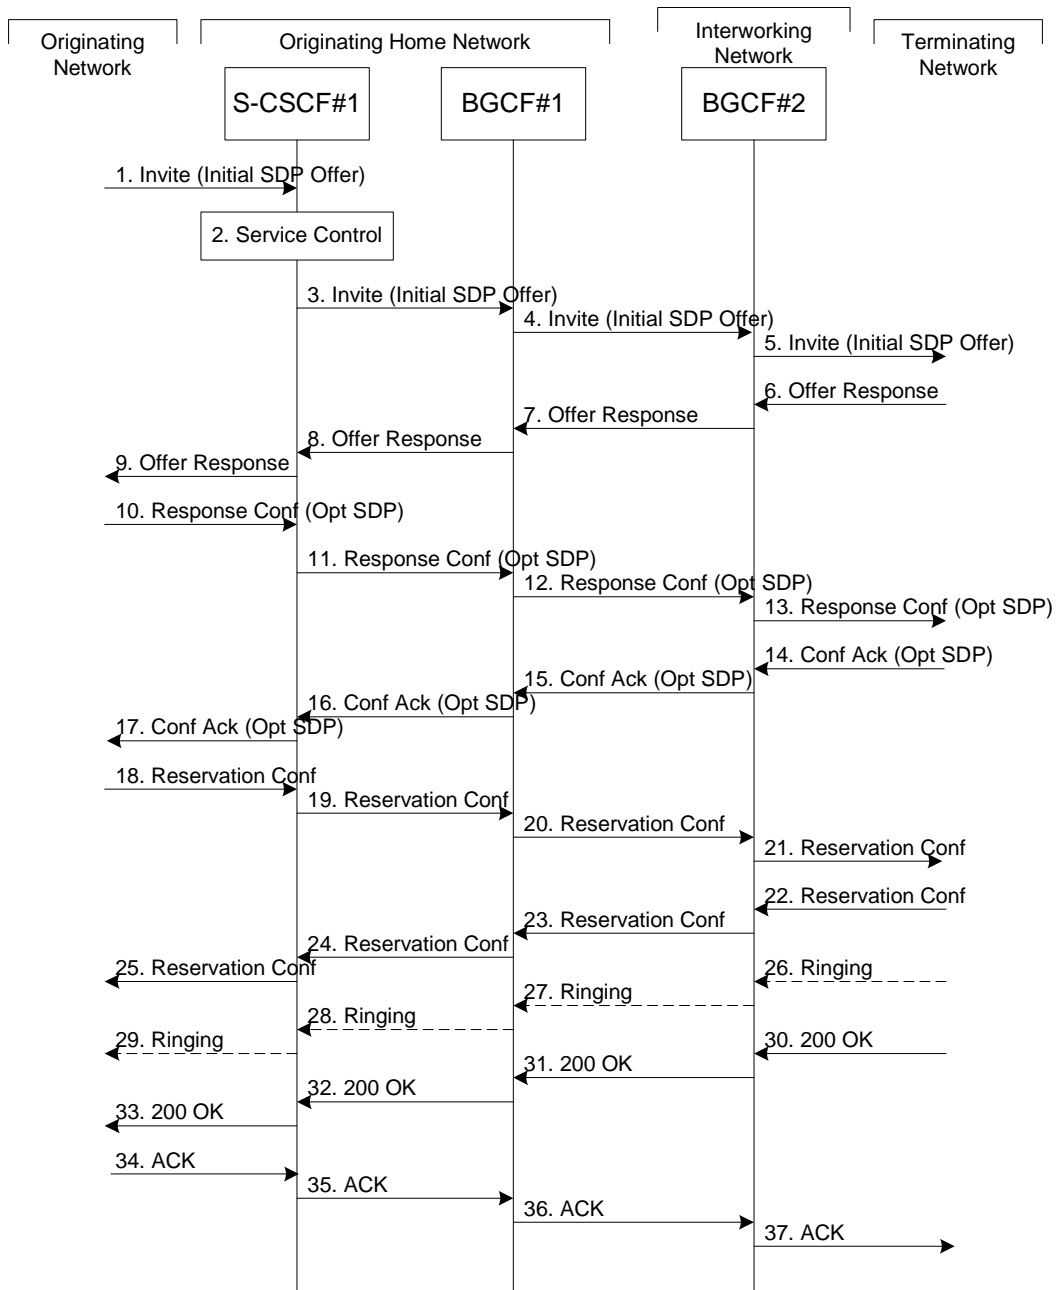 Originating
Network
Originating Home Network
Interworking
Network
Terminating
Network
S-CSCF#1
BGCF#1
BGCF#2
1. Invite (Initial SDP Offer)
2. Service Control
3. Invite (Initial SDP Offer)
4. Invite (Initial SDP Offer)
5. Invite (Initial SDP Offer)
6. Offer Response
7. Offer Response
8. Offer Response
9. Offer Response
10. Response Conf (Opt SDP)
11. Response Conf (Opt SDP)
12. Response Conf (Opt SDP)
13. Response Conf (Opt SDP)
14. Conf Ack (Opt SDP)
15. Conf Ack (Opt SDP)
16. Conf Ack (Opt SDP)
17. Conf Ack (Opt SDP)
18. Reservation Conf
19. Reservation Conf
20. Reservation Conf
21. Reservation Conf
22. Reservation Conf
23. Reservation Conf
24. Reservation Conf
25. Reservation Conf
26. Ringing
27. Ringing
28. Ringing
29. Ringing
30. 200 OK
31. 200 OK
32. 200 OK
33. 200 OK
34. ACK
35. ACK
36. ACK
37. ACK